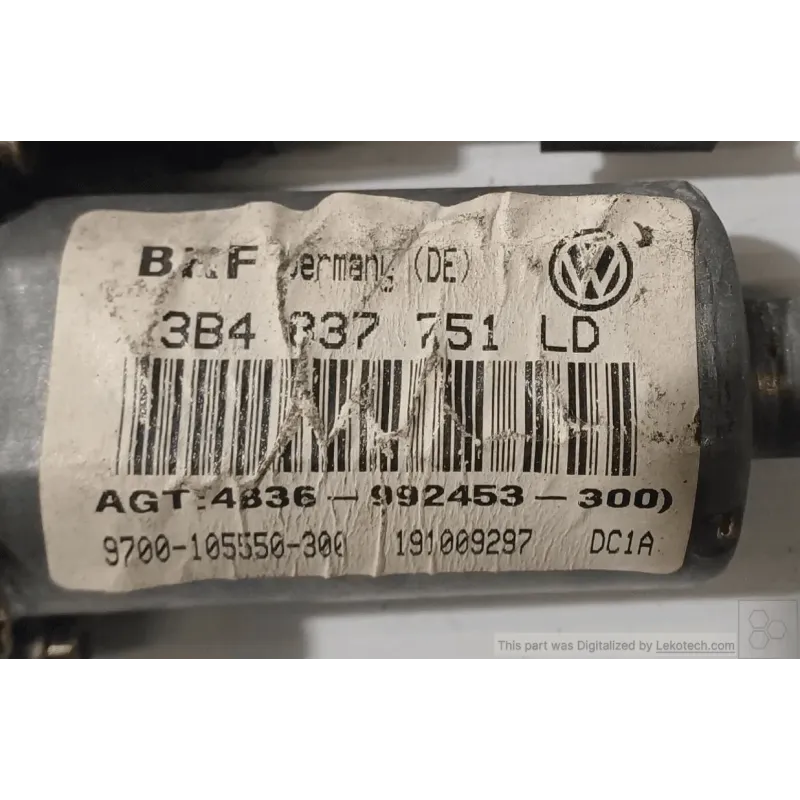 Germany (DE)
3B4 837 751 LD
AGT:4836-992453-300)
9700-105550-300 191009297 DC1A
This part was Digitalized by Lekotech.com